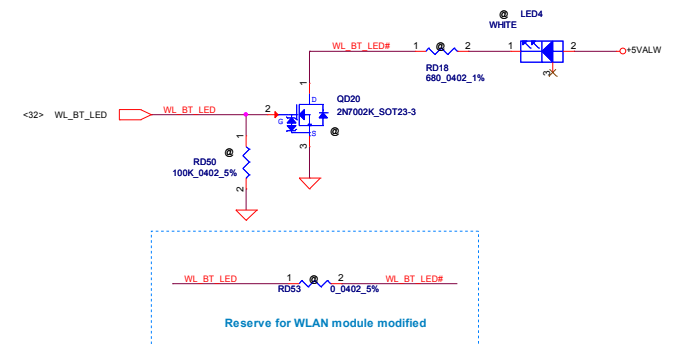 @ LED4
WHITE
WL_BT_LED# 1 @ 2 1 2 +5VALW
RD18
680_0402_1%
3
1
D
QD20
<32> WL_BT_LED WL_BT_LED 2 2N7002K_SOT23-3
G
S @
1 3
@
RD50
100K_0402_5%
2
WL_BT_LED 1 @ 2 WL_BT_LED#
RD53 0_0402_5%
Reserve for WLAN module modified